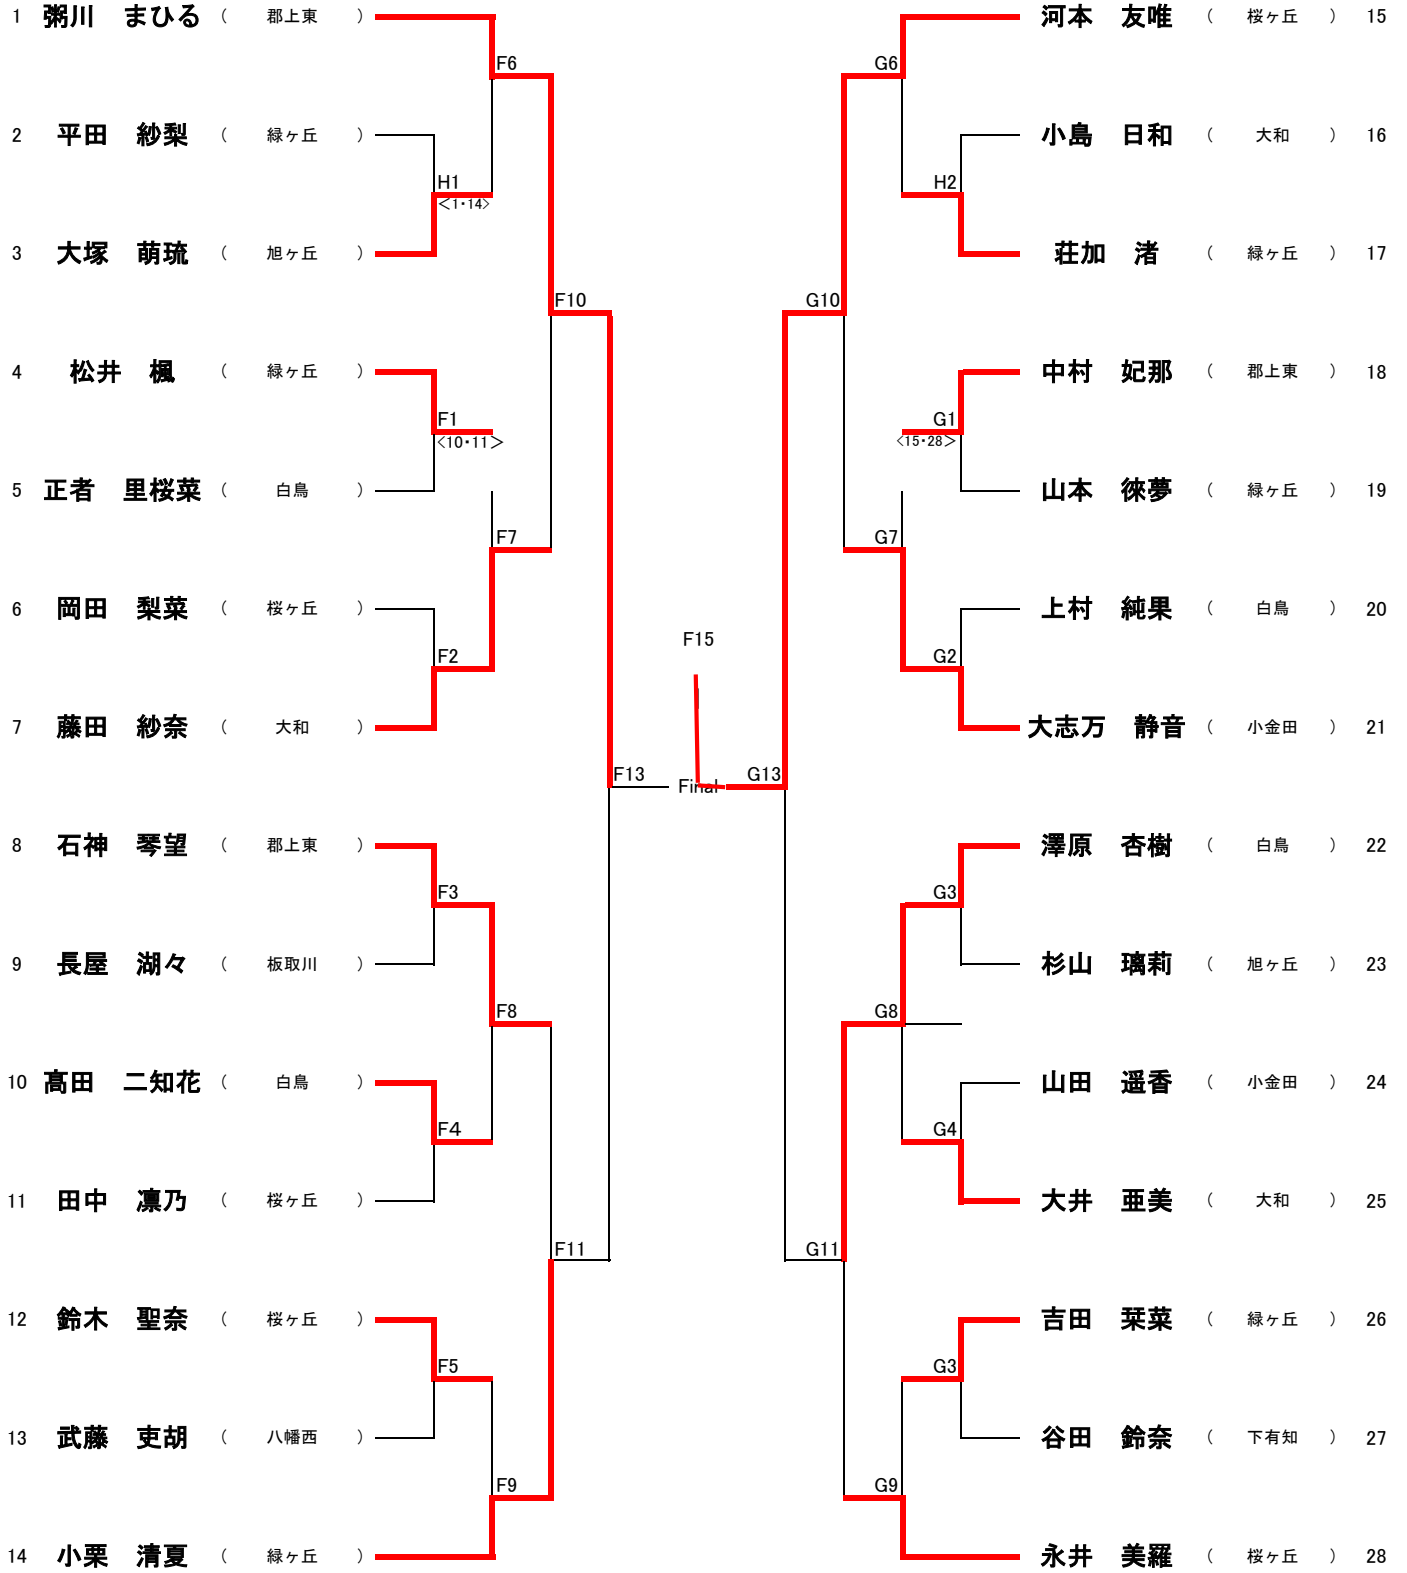 1 粥川 まひる ( 郡上東 )
F6
2 平田 紗梨 ( 緑ヶ丘 )
H1
<1・14>
3 大塚 萌琉 ( 旭ヶ丘 )
F10
4 松井 楓 ( 緑ヶ丘 )
F1
<10・11>
5 正者 里桜菜 ( 白鳥 )
F7
6 岡田 梨菜 ( 桜ヶ丘 )
F2
7 藤田 紗奈 ( 大和 )
F13
8 石神 琴望 ( 郡上東 )
F3
9 長屋 湖々 ( 板取川 )
F8
10 髙田 二知花 ( 白鳥 )
F4
11 田中 凛乃 ( 桜ヶ丘 )
F11
12 鈴木 聖奈 ( 桜ヶ丘 )
F5
13 武藤 吏胡 ( 八幡西 )
F9
14 小栗 清夏 ( 緑ヶ丘 )
F15
Final
河本 友唯 ( 桜ヶ丘 ) 15
G6
小島 日和 ( 大和 ) 16
H2
荘加 渚 ( 緑ヶ丘 ) 17
G10
中村 妃那 ( 郡上東 ) 18
G1
<15・28>
山本 徠夢 ( 緑ヶ丘 ) 19
G7
上村 純果 ( 白鳥 ) 20
G2
大志万 静音 ( 小金田 ) 21
G13
澤原 杏樹 ( 白鳥 ) 22
G3
杉山 璃莉 ( 旭ヶ丘 ) 23
G8
山田 遥香 ( 小金田 ) 24
G4
大井 亜美 ( 大和 ) 25
G11
吉田 栞菜 ( 緑ヶ丘 ) 26
G3
谷田 鈴奈 ( 下有知 ) 27
G9
永井 美羅 ( 桜ヶ丘 ) 28